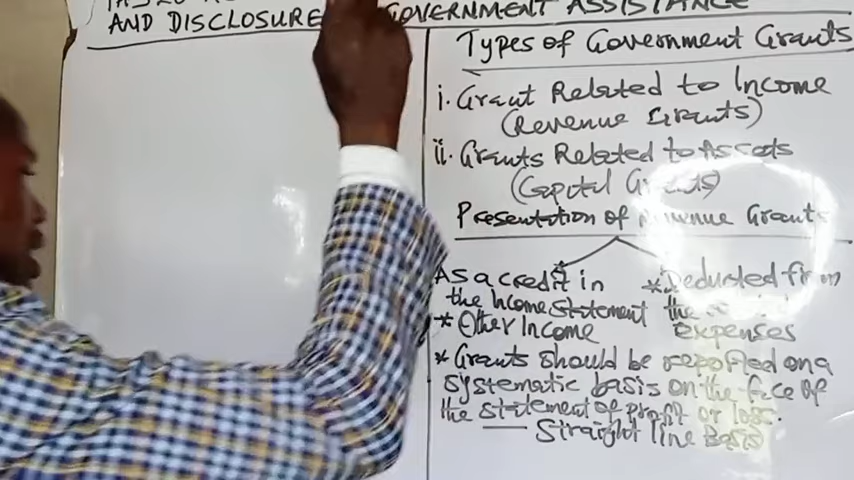 AND DISCLOSURE GOVERNMENT ASSISTANCE
Types of Government Grants
i. Grant Related to Income
(Revenue Grants)
ii. Grants Related to Assets
(Capital Grants)
Presentation of Revenue Grants
As a credit in
the Income Statement
* Other Income
* Deducted from
the
expenses
* Grants should be reported on a
systematic basis on the face of
the statement of profit or loss.
Straight line Basis